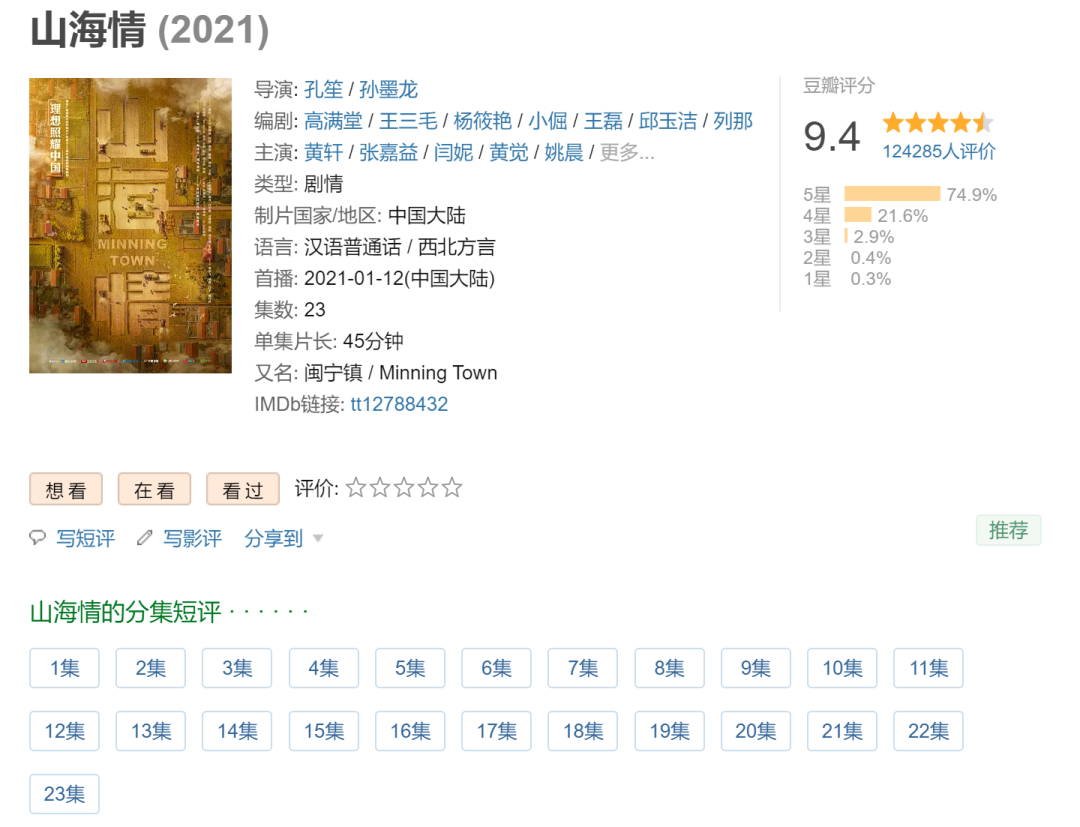 山海情 (2021)
理想照耀中国
MINNING
TOWN
导演: 孔笙 / 孙墨龙
编剧: 高满堂 / 王三毛 / 杨筱艳 / 小倔 / 王磊 / 邱玉洁 / 列那
主演: 黄轩 / 张嘉益 / 闫妮 / 黄觉 / 姚晨 / 更多...
类型: 剧情
制片国家/地区: 中国大陆
语言: 汉语普通话 / 西北方言
首播: 2021-01-12(中国大陆)
集数: 23
单集片长: 45分钟
又名: 闽宁镇 / Minning Town
IMDb链接: tt12788432
豆瓣评分
9.4
124285人评价
5星 74.9%
4星 21.6%
3星 2.9%
2星 0.4%
1星 0.3%
想看 在看 看过 评价:
写短评 写影评 分享到
推荐
山海情的分集短评 · · · · · ·
1集 2集 3集 4集 5集 6集 7集 8集 9集 10集 11集
12集 13集 14集 15集 16集 17集 18集 19集 20集 21集 22集
23集